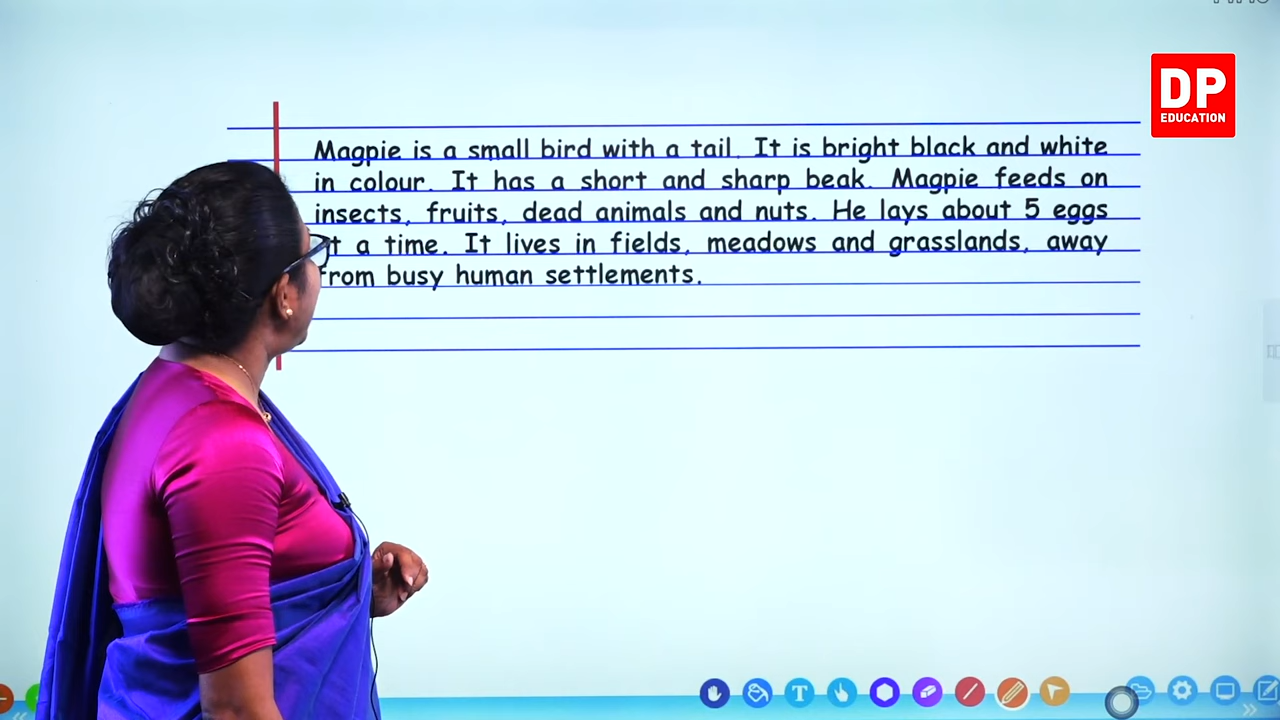 DP
EDUCATION
Magpie is a small bird with a tail. It is bright black and white
in colour. It has a short and sharp beak. Magpie feeds on
insects, fruits, dead animals and nuts. He lays about 5 eggs
a time. It lives in fields, meadows and grasslands, away
from busy human settlements.
T